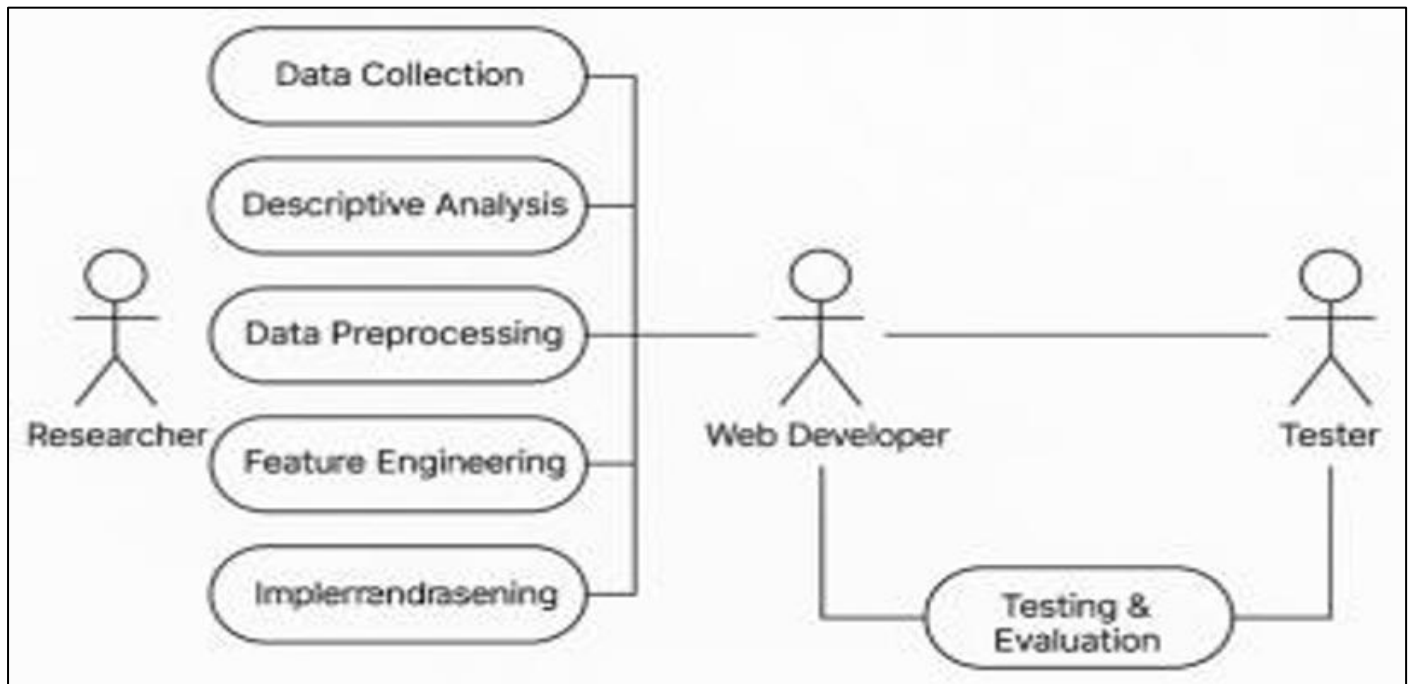 Data Collection
Descriptive Analysis
Data Preprocessing
Researcher
Web Developer
Tester
Feature Engineering
Implerrendrasening
Testing &
Evaluation